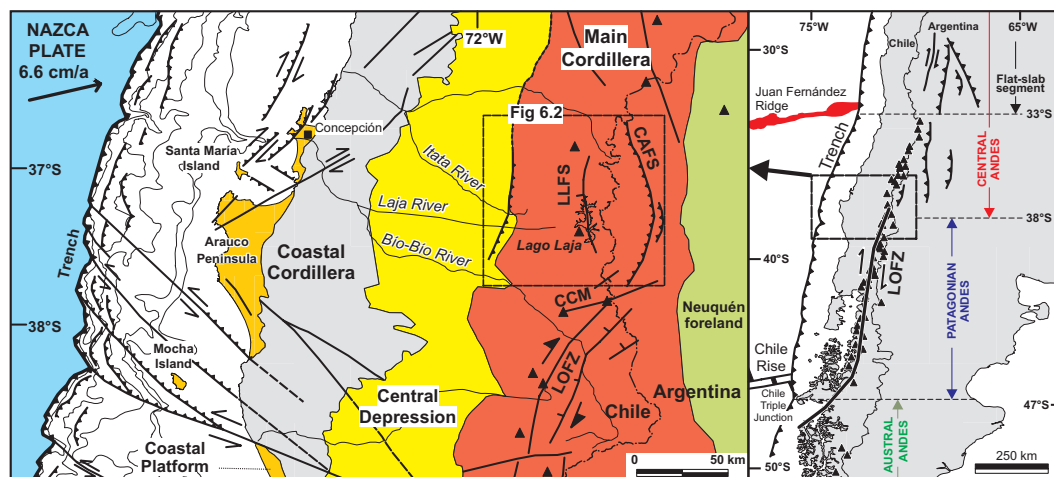 NAZCA
PLATE
6.6 cm/a
72°W
Main
Cordillera
Fig 6.2
Concepción
Santa Maria
Island
37°S
Itata River
Laja River
Bío-Bio River
LLFS
CAFS
Lago Laja
Arauco
Península
Coastal
Cordillera
Trench
CCM
Neuquén
foreland
38°S
Mocha
Island
LOFZ
Central
Depression
Chile
Argentina
Coastal
Platform
0
50 km
75°W
65°W
Argentina
Chile
30°S
Flat-slab
segment
Juan Fernández
Ridge
33°S
Trench
CENTRAL
ANDES
38°S
40°S
LOFZ
PATAGONIAN
ANDES
Chile
Rise
Chile
Triple
Junction
47°S
AUSTRAL
ANDES
50°S
250 km